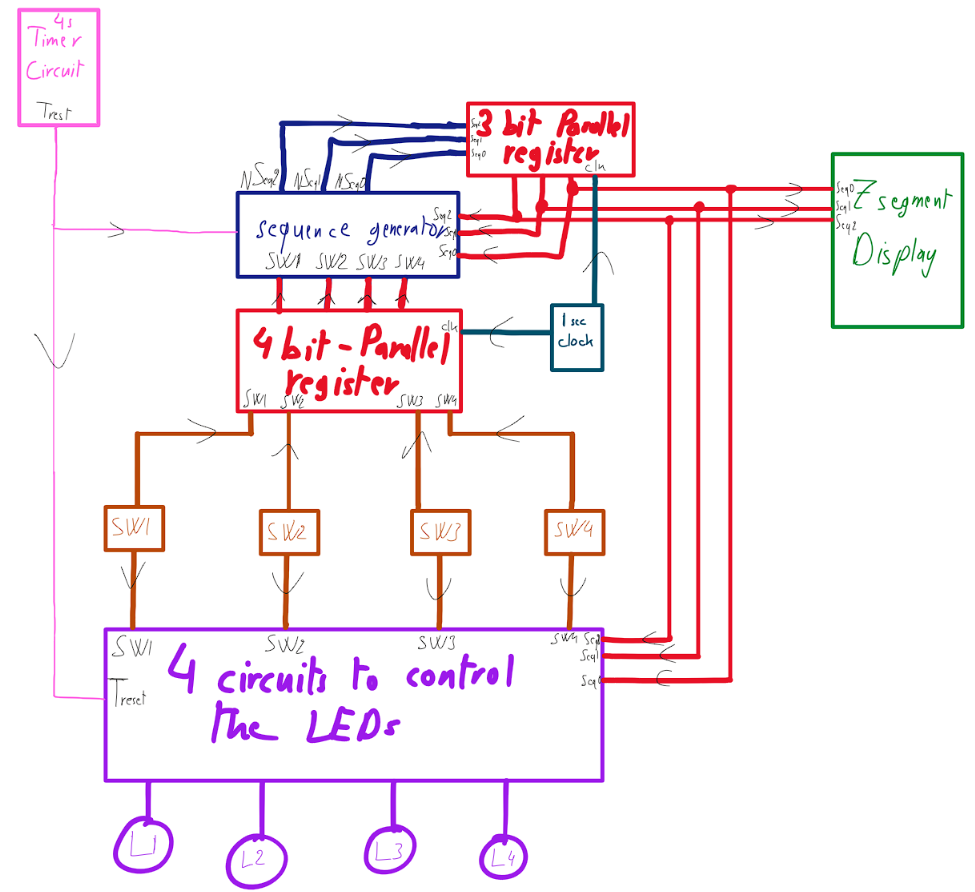 4s
Timer
Circuit
Trest
3 bit Parallel
register
Seq2
Seq1
Seq0
clk
NSeq2 NSeq1 NSeq0
sequence generator
Seq2
Seq
Seq0
SW1 SW2 SW3 SW4
Seq0
Seq1
Seq2
7 segment
Display
1 sec
clock
4 bit-Parallel
register
clk
SW1 SW2 SW3 SW4
SW1 SW2 SW3 SW4
SW1 SW2 SW3 SW4
Seq2
Seq1
Seq0
Treset
4 circuits to control
the LEDs
L1 L2 L3 L4